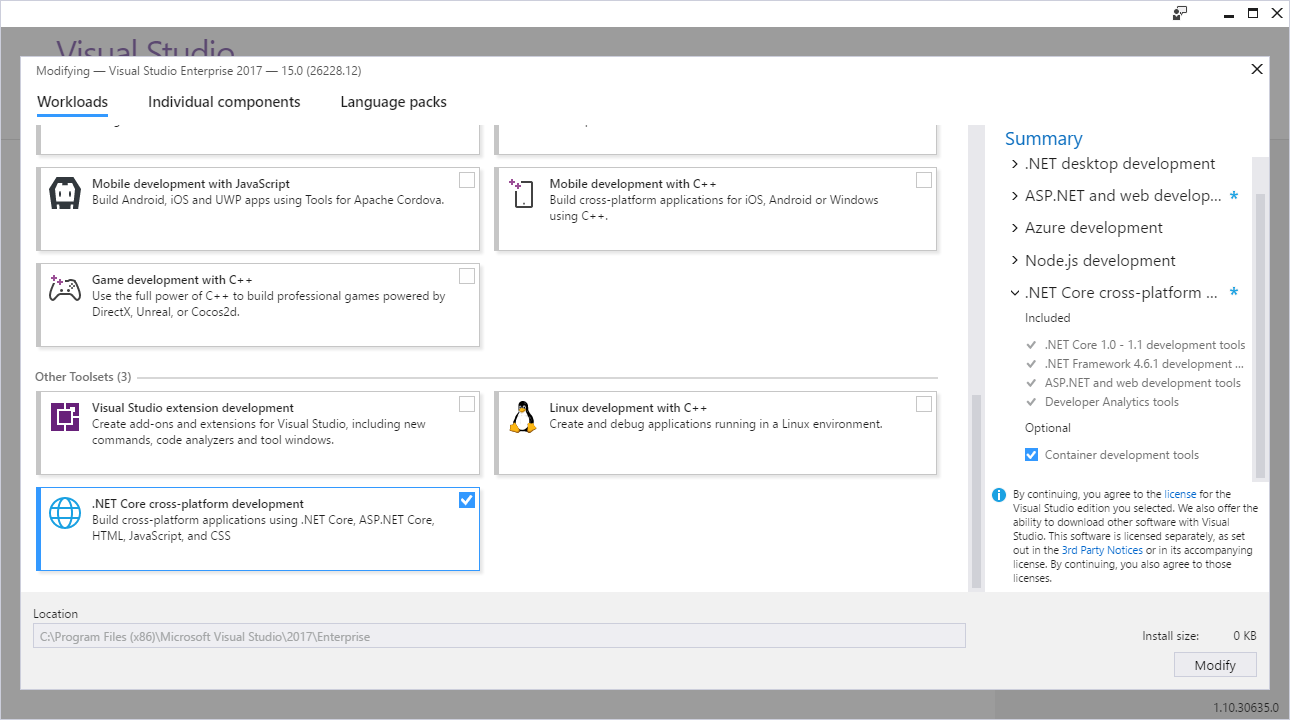 Visual Studio
Modifying — Visual Studio Enterprise 2017 — 15.0 (26228.12)
Workloads
Individual components
Language packs
Mobile development with JavaScript
Build Android, iOS and UWP apps using Tools for Apache Cordova.
Mobile development with C++
Build cross-platform applications for iOS, Android or Windows
using C++.
Game development with C++
Use the full power of C++ to build professional games powered by
DirectX, Unreal, or Cocos2d.
Other Toolsets (3)
Visual Studio extension development
Create add-ons and extensions for Visual Studio, including new
commands, code analyzers and tool windows.
Linux development with C++
Create and debug applications running in a Linux environment.
.NET Core cross-platform development
Build cross-platform applications using .NET Core, ASP.NET Core,
HTML, JavaScript, and CSS
Summary
.NET desktop development
ASP.NET and web develop... *
Azure development
Node.js development
.NET Core cross-platform ... *
Included
.NET Core 1.0 - 1.1 development tools
.NET Framework 4.6.1 development ...
ASP.NET and web development tools
Developer Analytics tools
Optional
Container development tools
By continuing, you agree to the license for the
Visual Studio edition you selected. We also offer the
ability to download other software with Visual
Studio. This software is licensed separately, as set
out in the 3rd Party Notices or in its accompanying
license. By continuing, you also agree to those
licenses.
Location
C:\Program Files (x86)\Microsoft Visual Studio\2017\Enterprise
Install size: 0 KB
Modify
1.10.30635.0